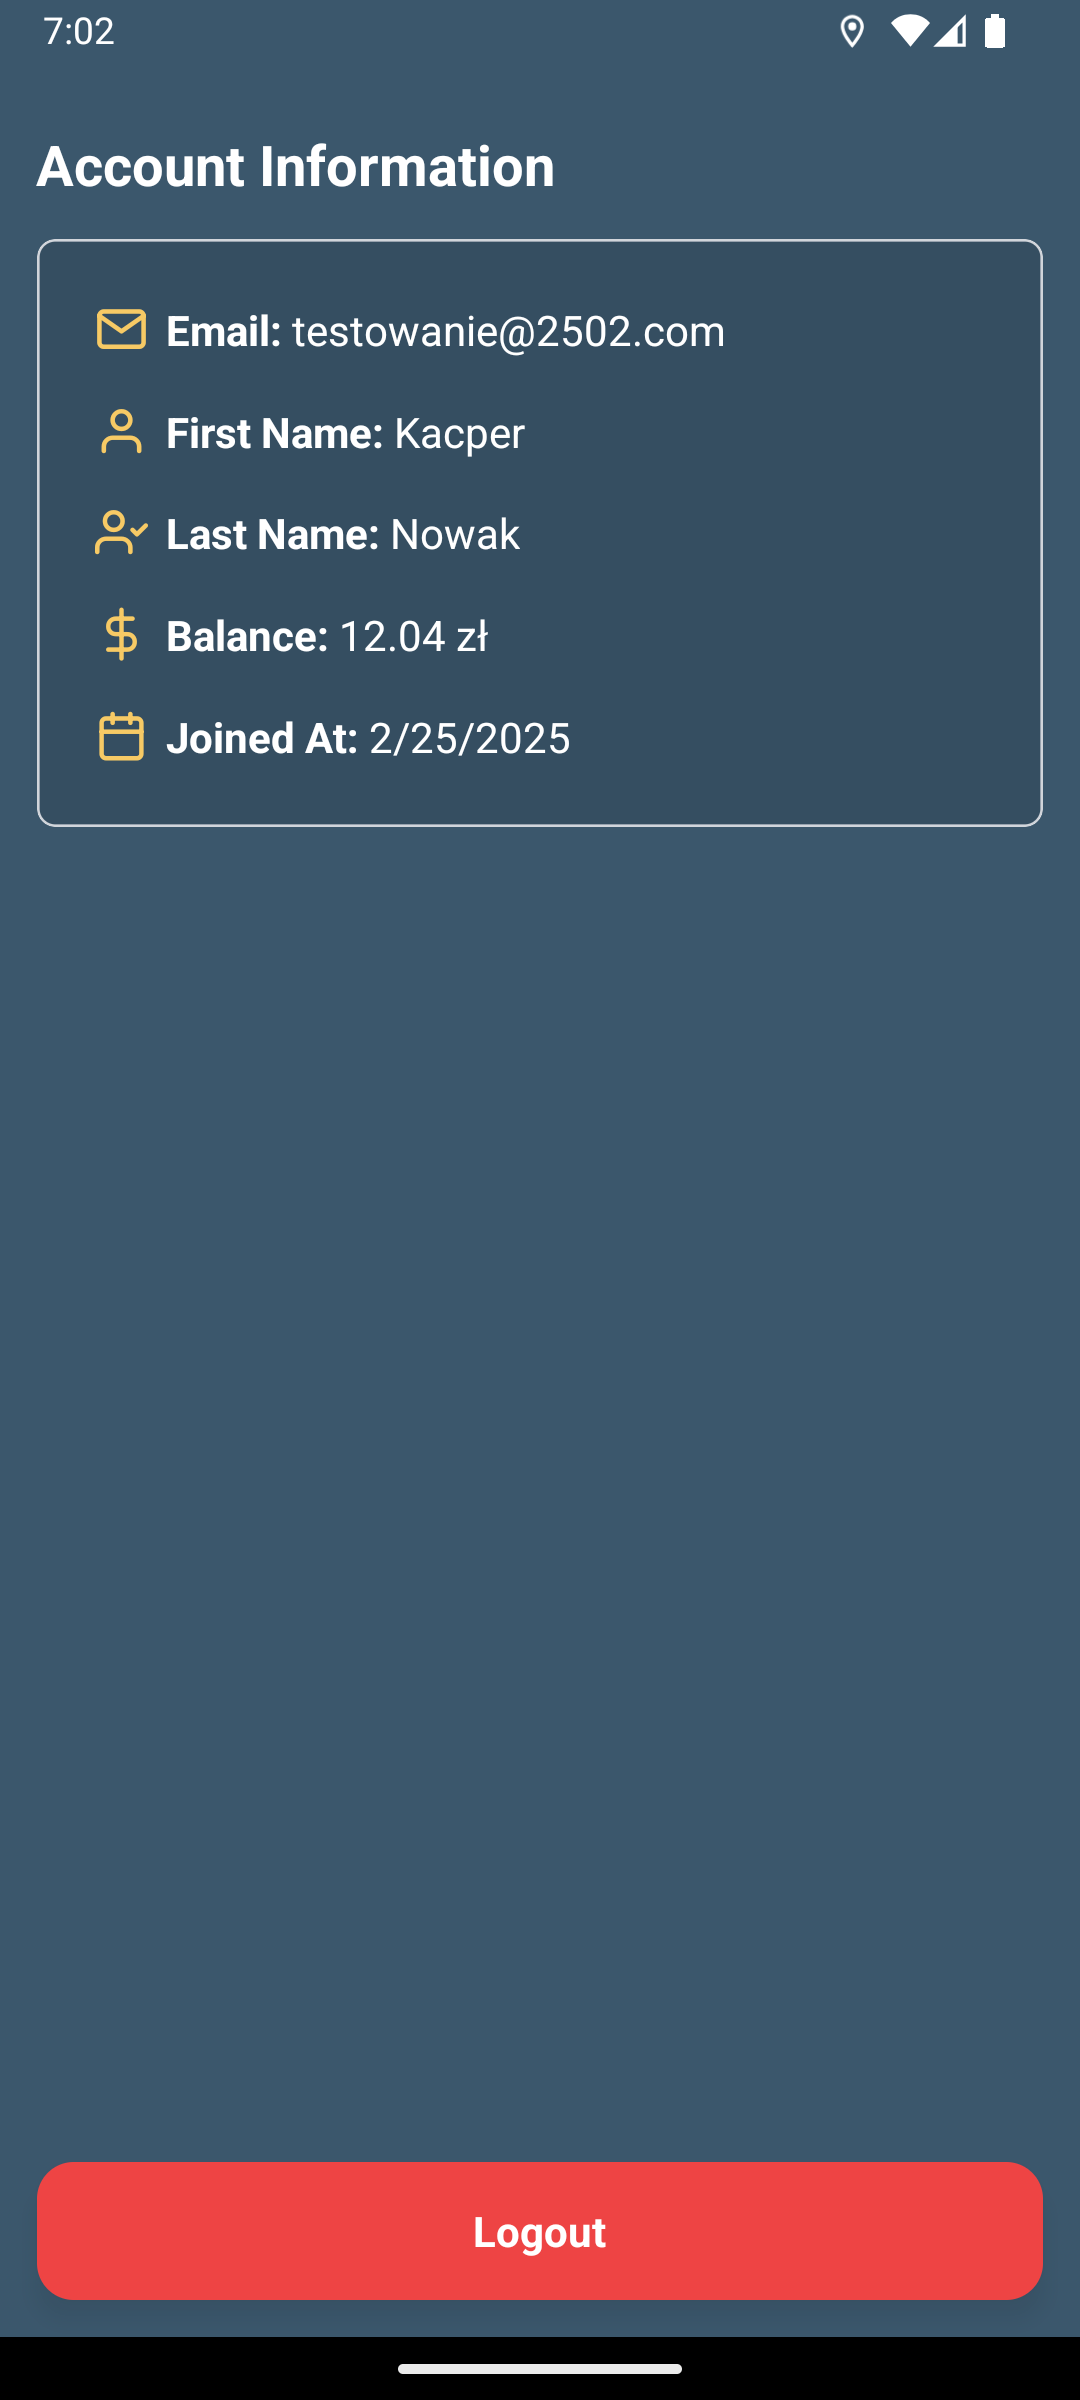 7:02
Account Information
Email: testowanie@2502.com
First Name: Kacper
Last Name: Nowak
Balance: 12.04 zł
Joined At: 2/25/2025
Logout